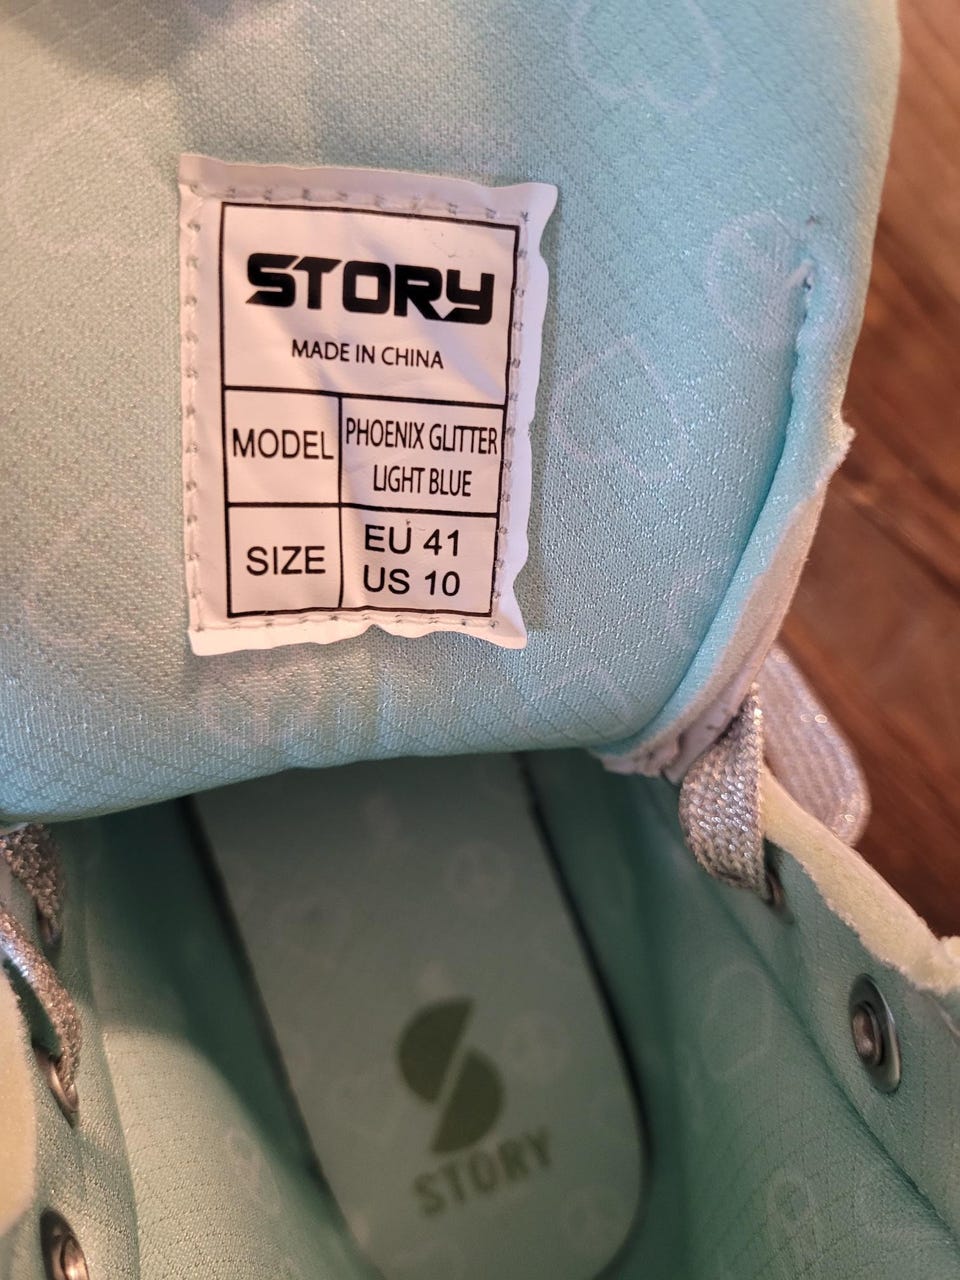 STORY
MADE IN CHINA
MODEL
PHOENIX GLITTER
LIGHT BLUE
SIZE
EU 41
US 10
STORY